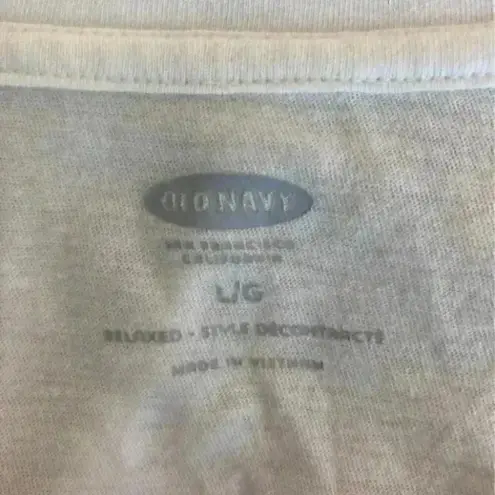 OLD NAVY
SAN FRANCISCO
CALIFORNIA
L/G
RELAXED - STYLE DÉCONTRACTÉ
MADE IN VIETNAM